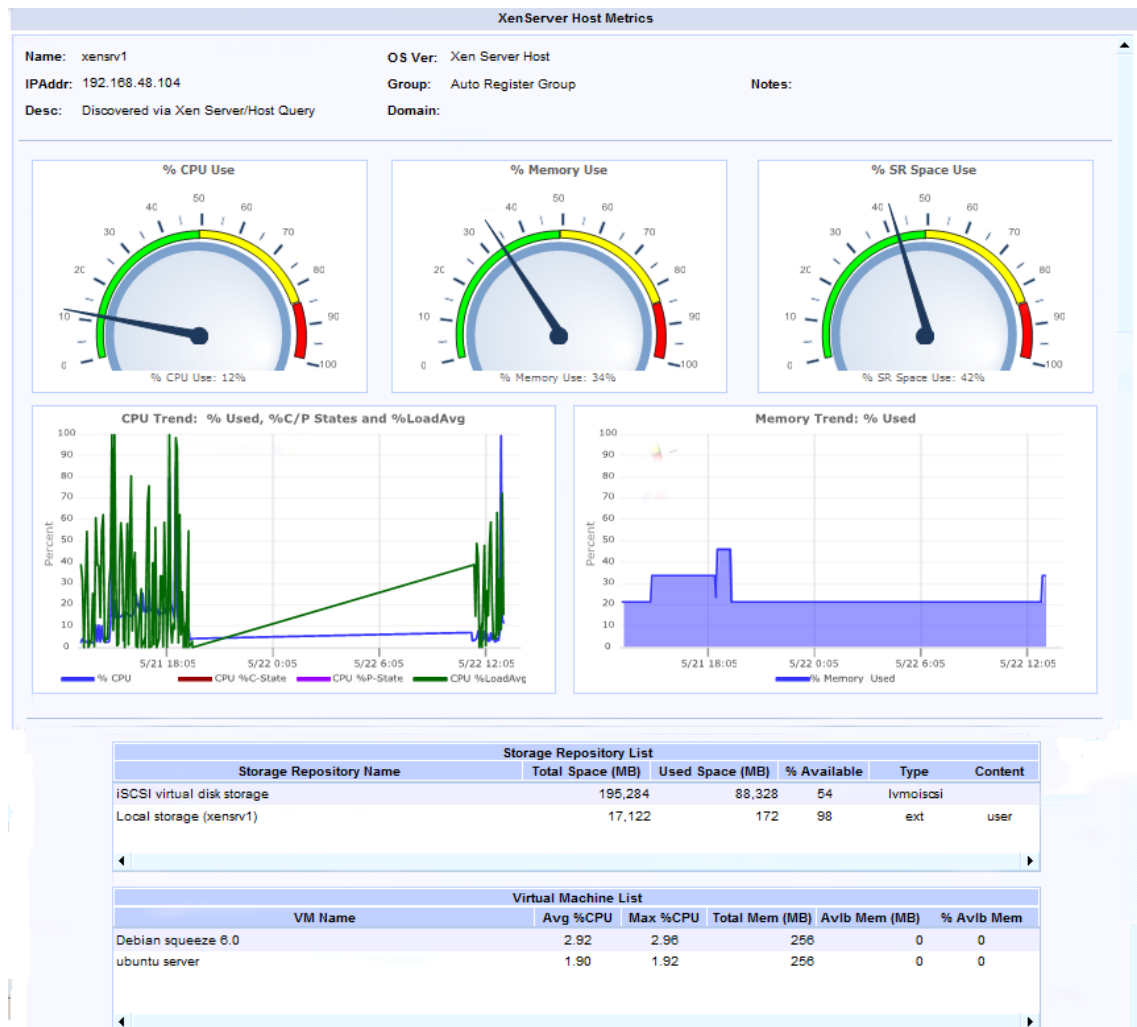 XenServer Host Metrics
Name: xensrv1 OS Ver: Xen Server Host
IPAddr: 192.168.48.104 Group: Auto Register Group Notes:
Desc: Discovered via Xen Server/Host Query Domain:
% CPU Use % Memory Use % SR Space Use
0 10 20 30 40 50 60 70 80 90 100
0 10 20 30 40 50 60 70 80 90 100
0 10 20 30 40 50 60 70 80 90 100
% CPU Use: 12% % Memory Use: 34% % SR Space Use: 42%
CPU Trend: % Used, %C/P States and %LoadAvg
Percent
100
90
80
70
60
50
40
30
20
10
0
5/21 18:05 5/22 0:05 5/22 6:05 5/22 12:05
% CPU CPU %C-State CPU %P-State CPU %LoadAvg
Memory Trend: % Used
Percent
100
90
80
70
60
50
40
30
20
10
0
5/21 18:05 5/22 0:05 5/22 6:05 5/22 12:05
% Memory Used
Storage Repository List
Storage Repository Name Total Space (MB) Used Space (MB) % Available Type Content
iSCSI virtual disk storage 195,284 88,328 54 lvmoiscsi
Local storage (xensrv1) 17,122 172 98 ext user
Virtual Machine List
VM Name Avg %CPU Max %CPU Total Mem (MB) Avlb Mem (MB) % Avlb Mem
Debian squeeze 6.0 2.92 2.96 256 0 0
ubuntu server 1.90 1.92 256 0 0